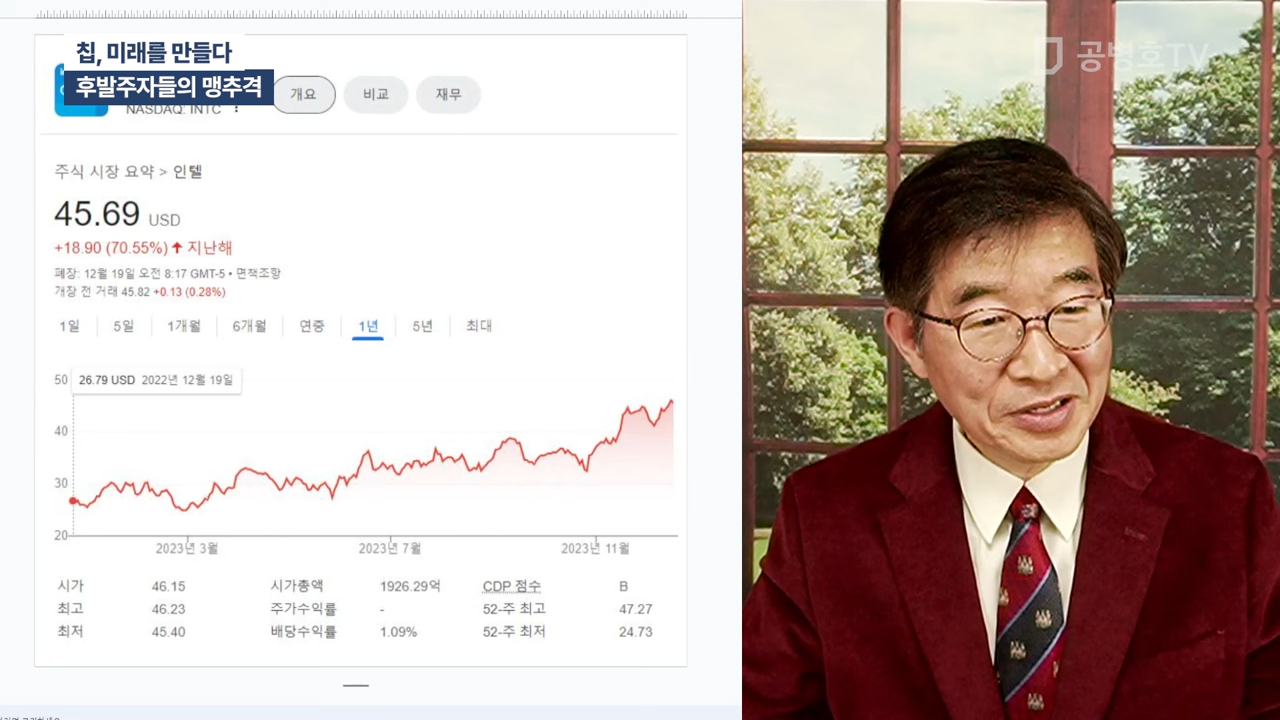 칩, 미래를 만들다
후발주자들의 맹추격
공병호TV
NASDAQ: INTC
개요 비교 재무
주식 시장 요약 > 인텔
45.69 USD
+18.90 (70.55%) 지난해
폐장: 12월 19일 오전 8:17 GMT-5 • 면책조항
개장 전 거래 45.82 +0.13 (0.28%)
1일 5일 1개월 6개월 연중 1년 5년 최대
50 26.79 USD 2022년 12월 19일
40
30
20
2023년 3월 2023년 7월 2023년 11월
시가 46.15 시가총액 1926.29억 CDP 점수 B
최고 46.23 주가수익률 - 52-주 최고 47.27
최저 45.40 배당수익률 1.09% 52-주 최저 24.73